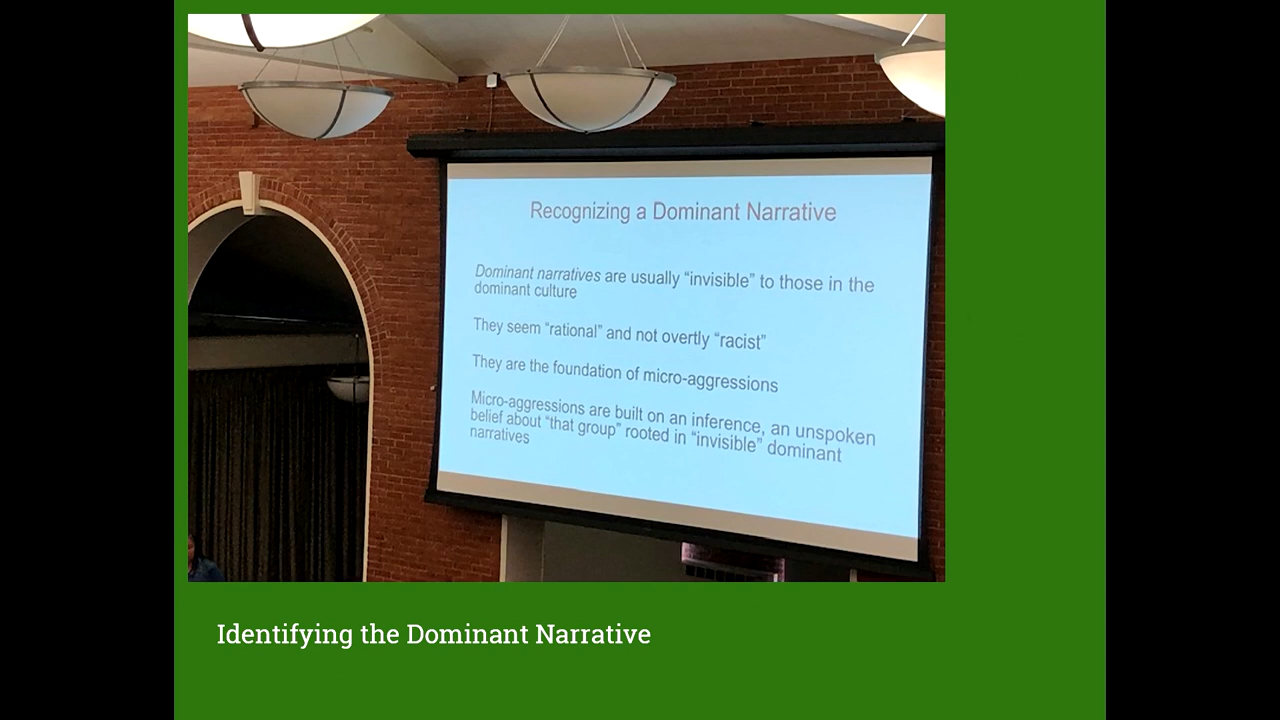 Recognizing a Dominant Narrative
Dominant narratives are usually “invisible” to those in the
dominant culture
They seem “rational” and not overtly “racist”
They are the foundation of micro-aggressions
Micro-aggressions are built on an inference, an unspoken
belief about “that group” rooted in “invisible” dominant
narratives
Identifying the Dominant Narrative